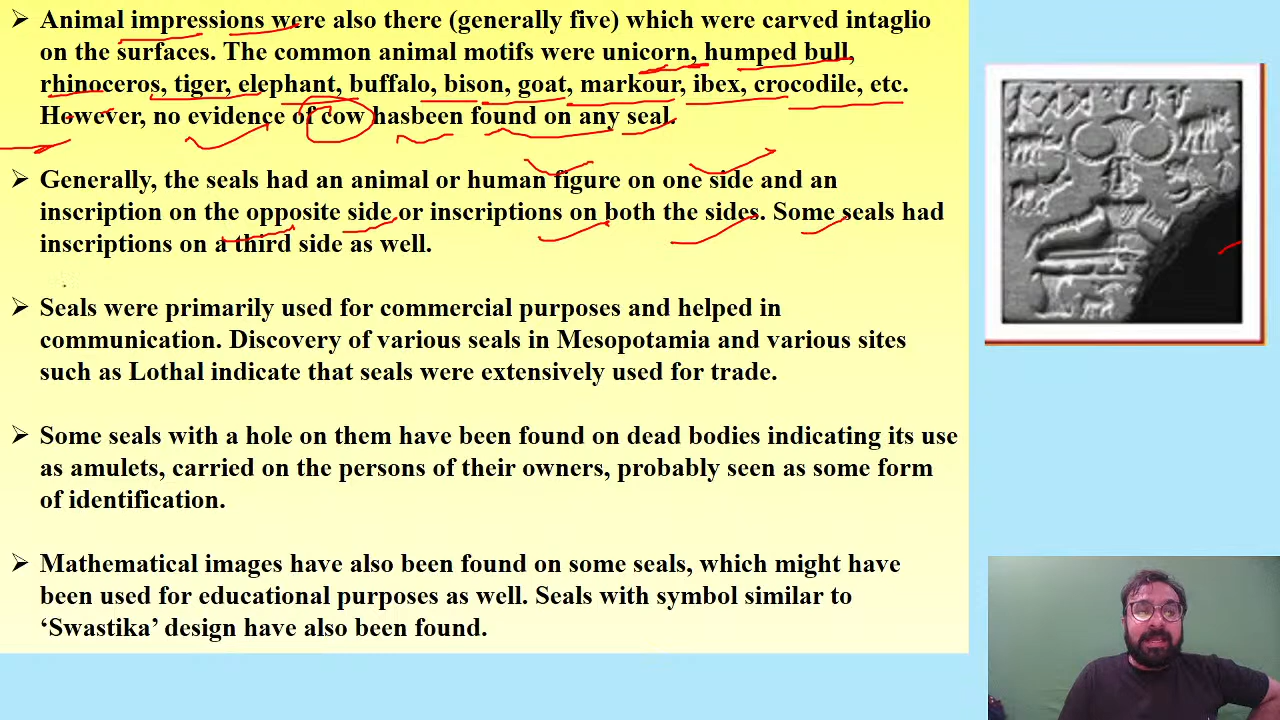 ➢ Animal impressions were also there (generally five) which were carved intaglio
on the surfaces. The common animal motifs were unicorn, humped bull,
rhinoceros, tiger, elephant, buffalo, bison, goat, markour, ibex, crocodile, etc.
However, no evidence of cow hasbeen found on any seal.
➢ Generally, the seals had an animal or human figure on one side and an
inscription on the opposite side or inscriptions on both the sides. Some seals had
inscriptions on a third side as well.
➢ Seals were primarily used for commercial purposes and helped in
communication. Discovery of various seals in Mesopotamia and various sites
such as Lothal indicate that seals were extensively used for trade.
➢ Some seals with a hole on them have been found on dead bodies indicating its use
as amulets, carried on the persons of their owners, probably seen as some form
of identification.
➢ Mathematical images have also been found on some seals, which might have
been used for educational purposes as well. Seals with symbol similar to
‘Swastika’ design have also been found.